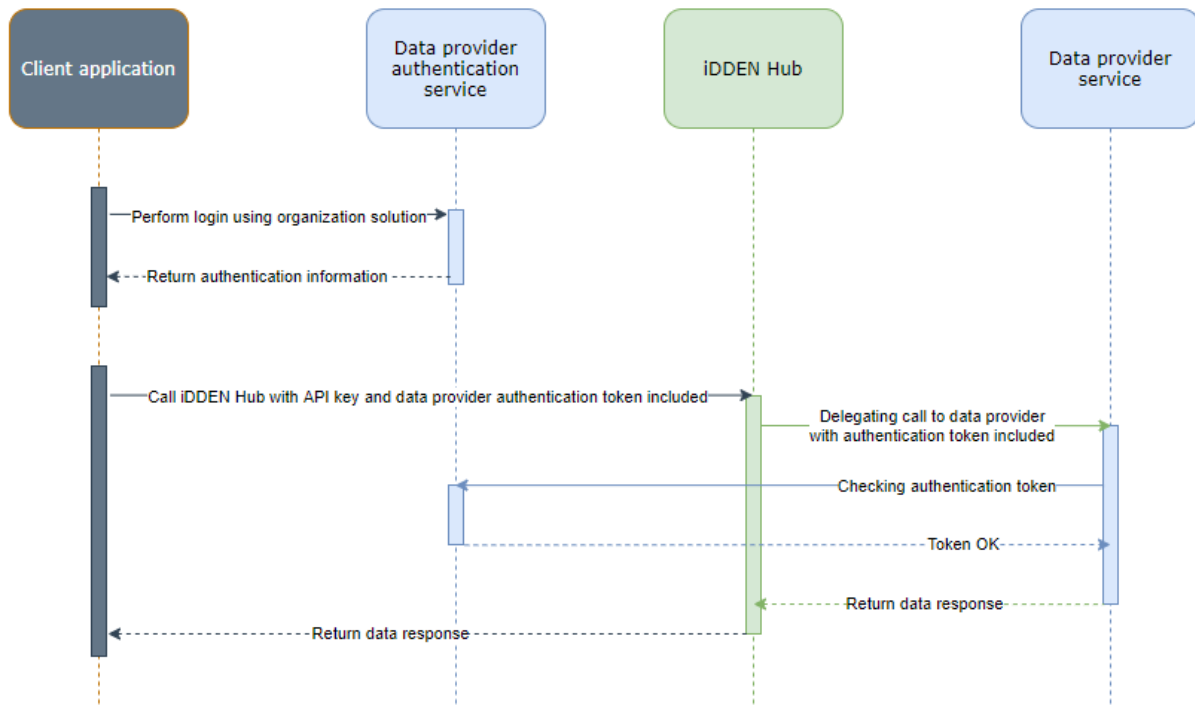 Client application
Data provider
authentication
service
iDDEN Hub
Data provider
service
Perform login using organization solution
Return authentication information
Call iDDEN Hub with API key and data provider authentication token included
Delegating call to data provider
with authentication token included
Checking authentication token
Token OK
Return data response
Return data response